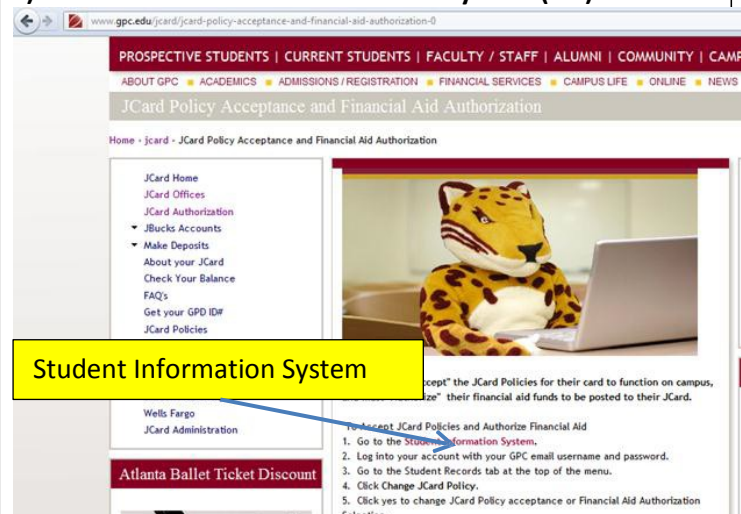 www.gpc.edu/jcard/jcard-policy-acceptance-and-financial-aid-authorization-0
PROSPECTIVE STUDENTS | CURRENT STUDENTS | FACULTY / STAFF | ALUMNI | COMMUNITY |
ABOUT GPC ACADEMICS ADMISSIONS / REGISTRATION FINANCIAL SERVICES CAMPUS LIFE ONLINE NEWS
JCard Policy Acceptance and Financial Aid Authorization
Home - jcard - JCard Policy Acceptance and Financial Aid Authorization
JCard Home
JCard Offices
JCard Authorization
JBucks Accounts
Make Deposits
About your JCard
Check Your Balance
FAQ's
Get your GPD ID#
JCard Policies
Student Information System
Wells Fargo
JCard Administration
Atlanta Ballet Ticket Discount
the JCard Policies for their card to function on campus,
their financial aid funds to be posted to their JCard.
To Accept JCard Policies and Authorize Financial Aid
1. Go to the Student Information System.
2. Log into your account with your GPC email username and password.
3. Go to the Student Records tab at the top of the menu.
4. Click Change JCard Policy.
5. Click yes to change JCard Policy acceptance or Financial Aid Authorization